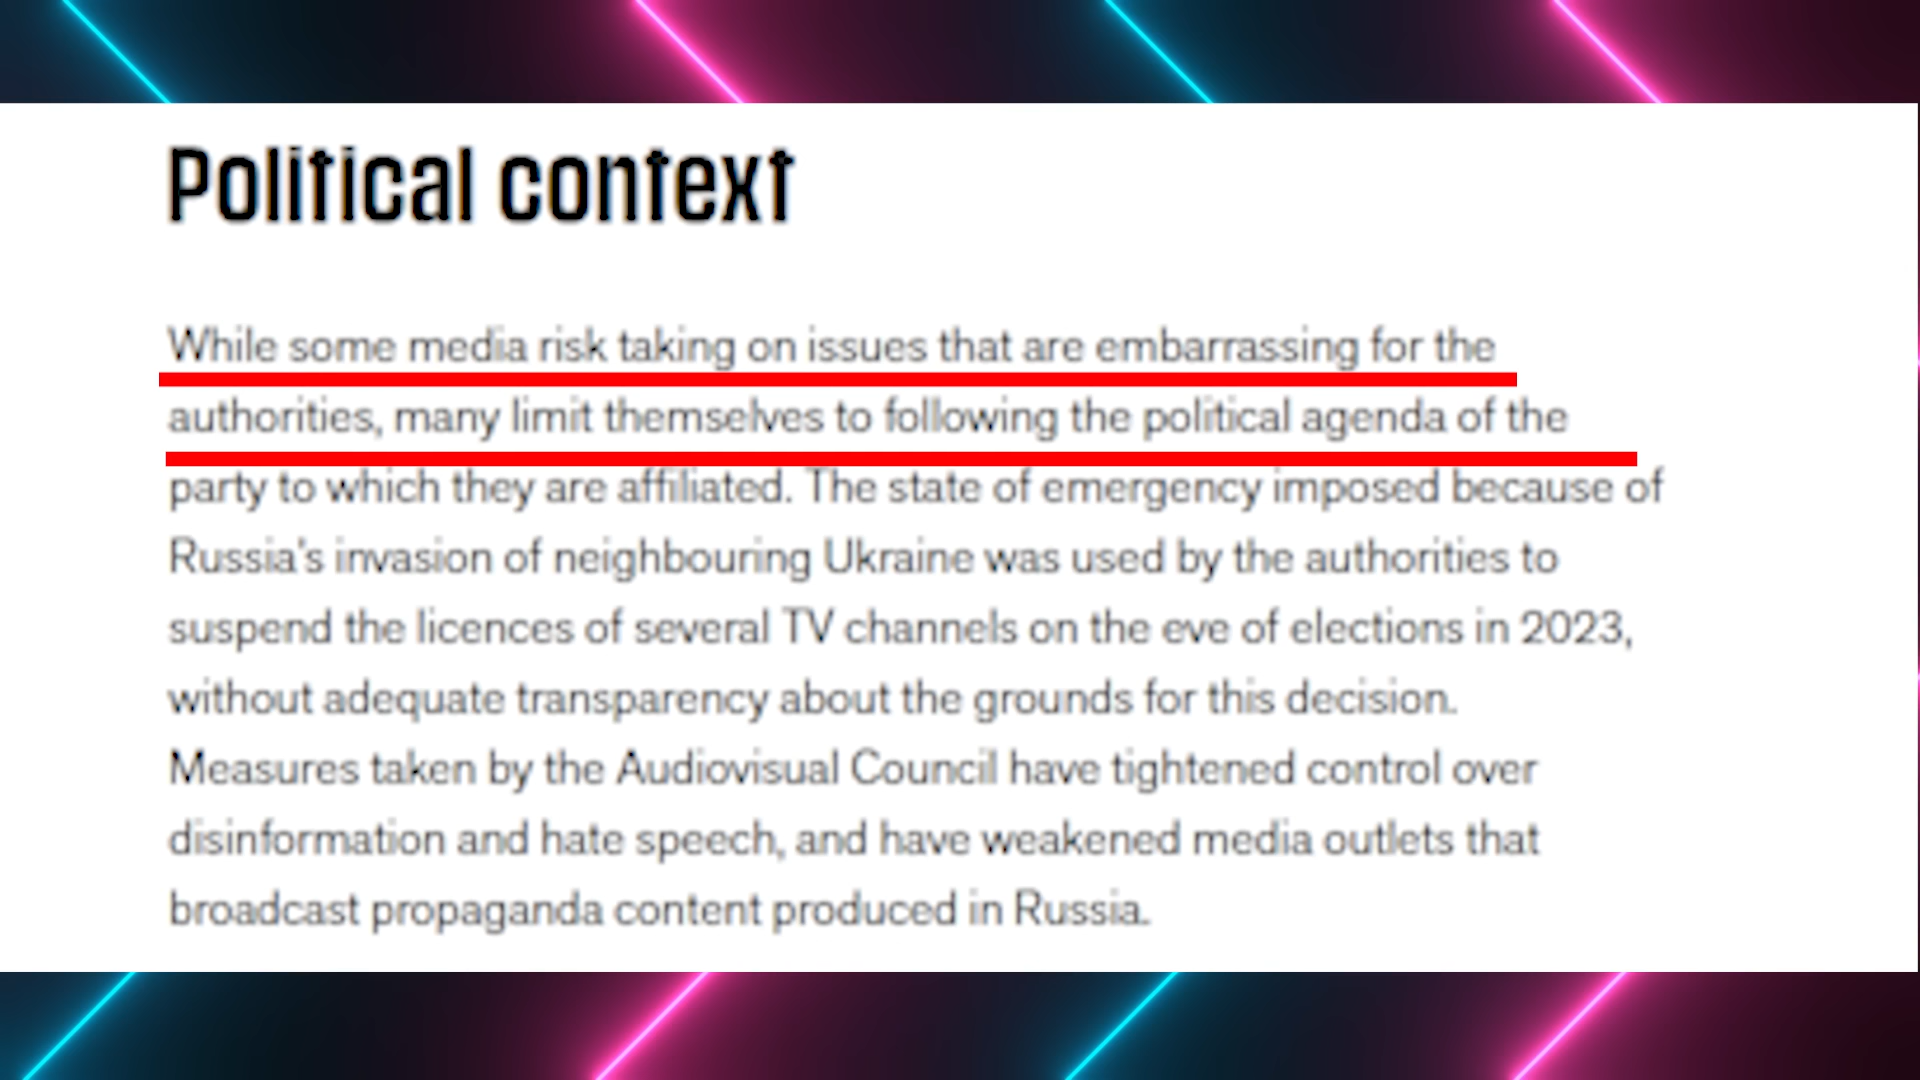 Political context
While some media risk taking on issues that are embarrassing for the
authorities, many limit themselves to following the political agenda of the
party to which they are affiliated. The state of emergency imposed because of
Russia's invasion of neighbouring Ukraine was used by the authorities to
suspend the licences of several TV channels on the eve of elections in 2023,
without adequate transparency about the grounds for this decision.
Measures taken by the Audiovisual Council have tightened control over
disinformation and hate speech, and have weakened media outlets that
broadcast propaganda content produced in Russia.